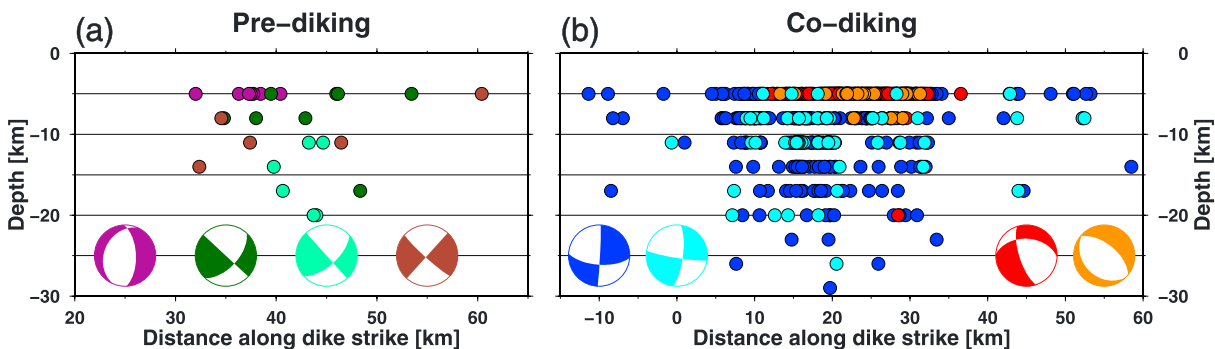 (a) Pre−diking
(b) Co−diking
0
−10
−20
−30
Depth [km]
20 30 40 50 60
Distance along dike strike [km]
−10 0 10 20 30 40 50 60
Distance along dike strike [km]
0
−10
−20
−30
Depth [km]